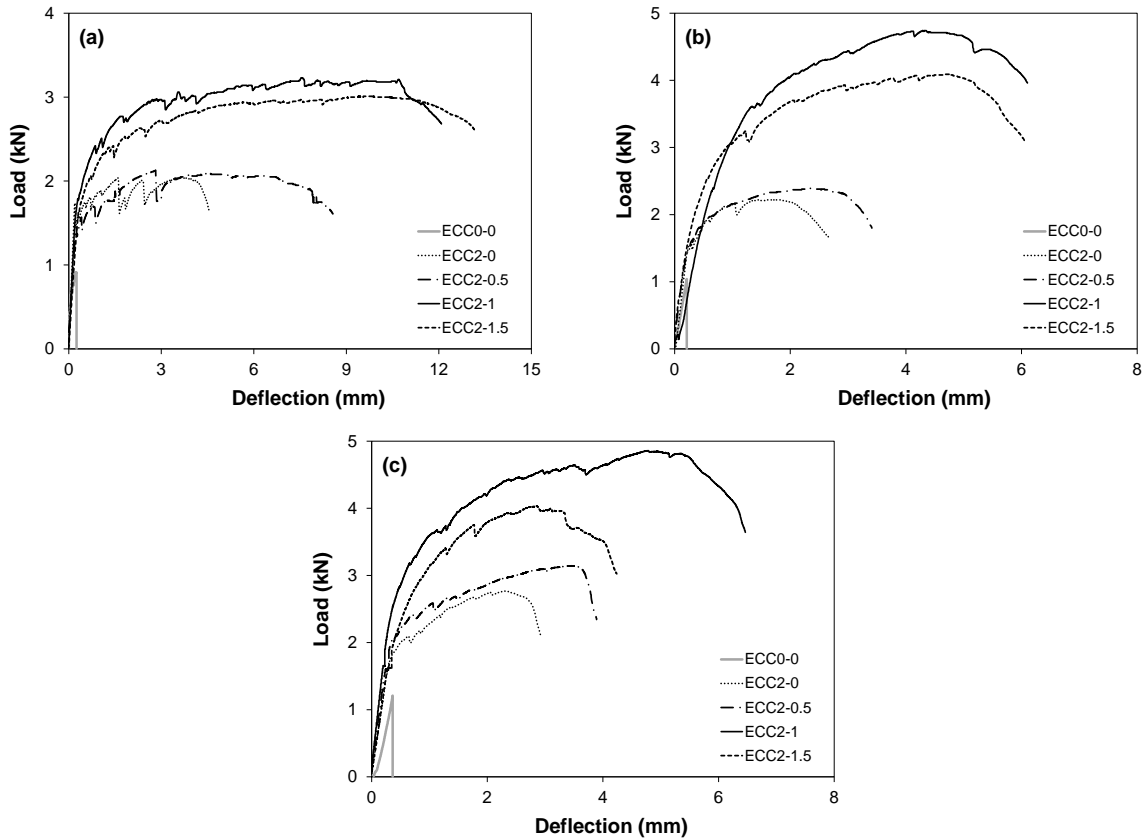 (a)
Load (kN)
4
3
2
1
0
0 3 6 9 12 15
Deflection (mm)
ECC0-0
ECC2-0
ECC2-0.5
ECC2-1
ECC2-1.5
(b)
Load (kN)
5
4
3
2
1
0
0 2 4 6 8
Deflection (mm)
ECC0-0
ECC2-0
ECC2-0.5
ECC2-1
ECC2-1.5
(c)
Load (kN)
5
4
3
2
1
0
0 2 4 6 8
Deflection (mm)
ECC0-0
ECC2-0
ECC2-0.5
ECC2-1
ECC2-1.5